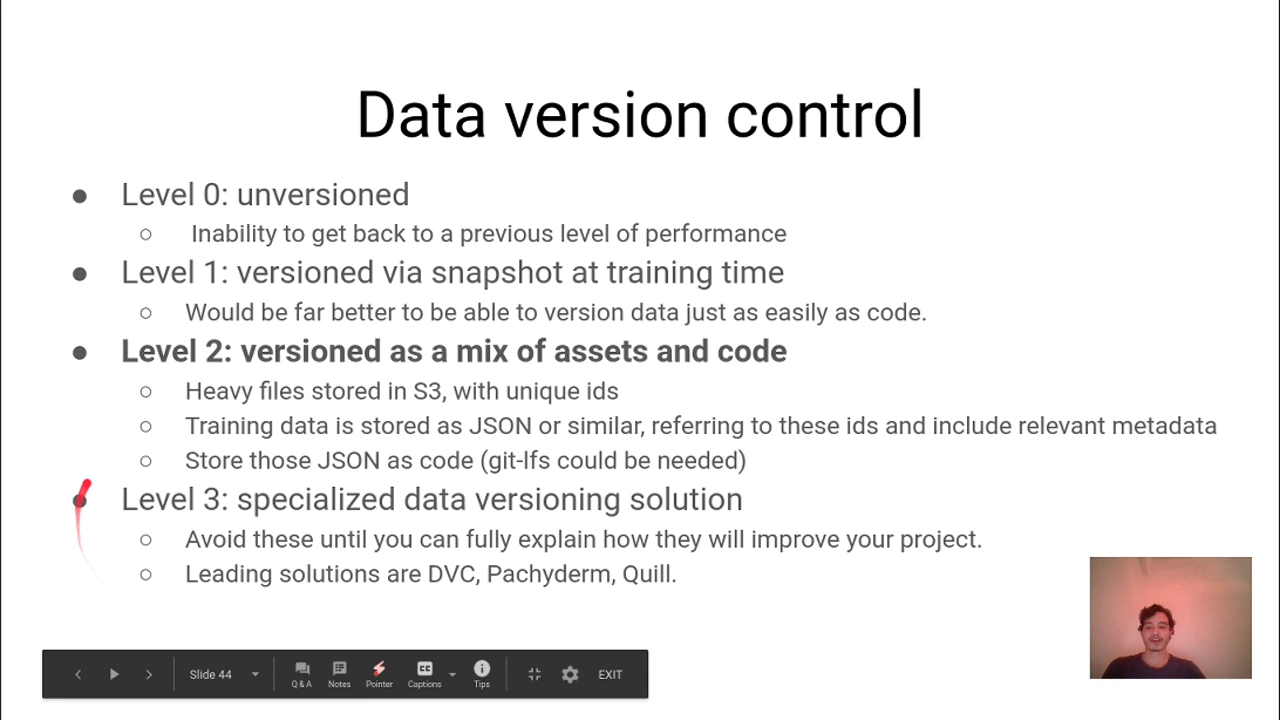 Data version control
● Level 0: unversioned
○ Inability to get back to a previous level of performance
● Level 1: versioned via snapshot at training time
○ Would be far better to be able to version data just as easily as code.
● Level 2: versioned as a mix of assets and code
○ Heavy files stored in S3, with unique ids
○ Training data is stored as JSON or similar, referring to these ids and include relevant metadata
○ Store those JSON as code (git-lfs could be needed)
● Level 3: specialized data versioning solution
○ Avoid these until you can fully explain how they will improve your project.
○ Leading solutions are DVC, Pachyderm, Quill.
Slide 44 Q & A Notes Pointer CC Captions Tips EXIT